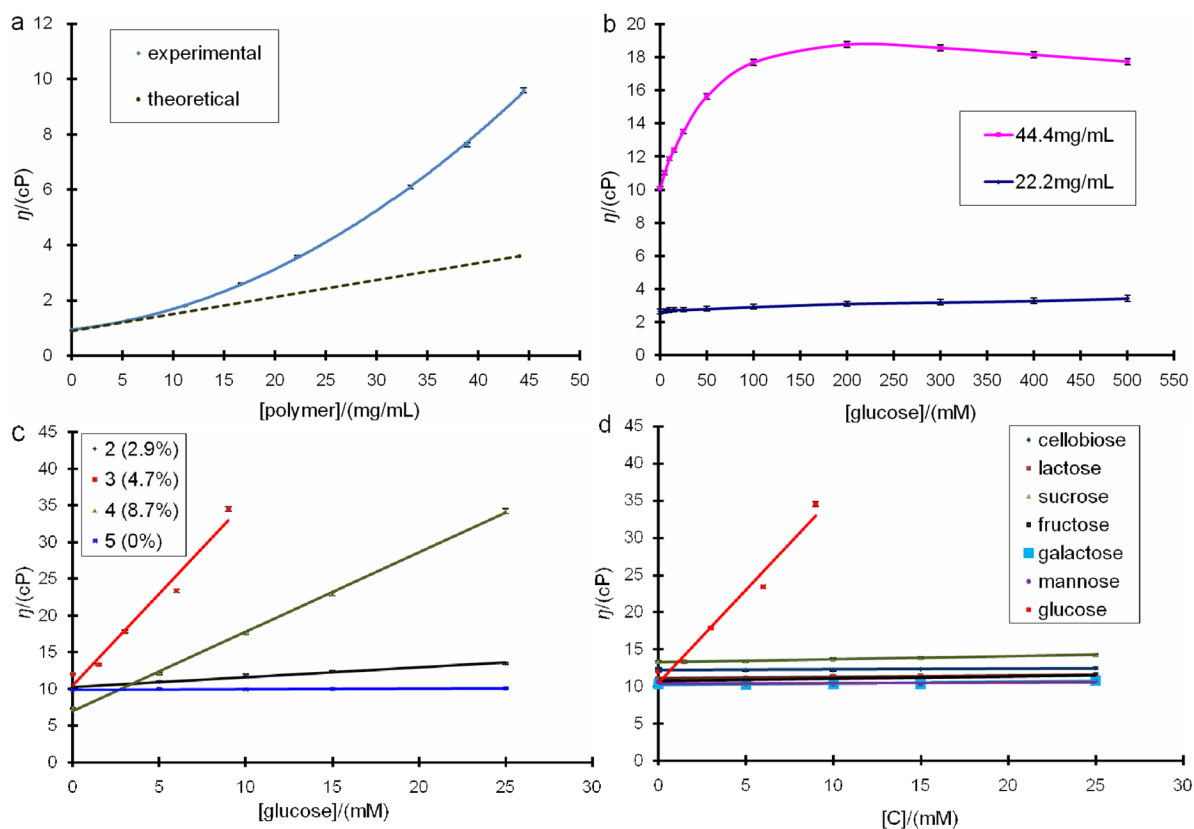 a
12
10
8
6
4
2
0
η/(cP)
experimental
theoretical
0 5 10 15 20 25 30 35 40 45 50
[polymer]/(mg/mL)
b
20
18
16
14
12
10
8
6
4
2
0
η/(cP)
44.4mg/mL
22.2mg/mL
0 50 100 150 200 250 300 350 400 450 500 550
[glucose]/(mM)
c
45
40
35
30
25
20
15
10
5
0
η/(cP)
2 (2.9%)
3 (4.7%)
4 (8.7%)
5 (0%)
0 5 10 15 20 25 30
[glucose]/(mM)
d
45
40
35
30
25
20
15
10
5
0
η/(cP)
cellobiose
lactose
sucrose
fructose
galactose
mannose
glucose
0 5 10 15 20 25 30
[C]/(mM)